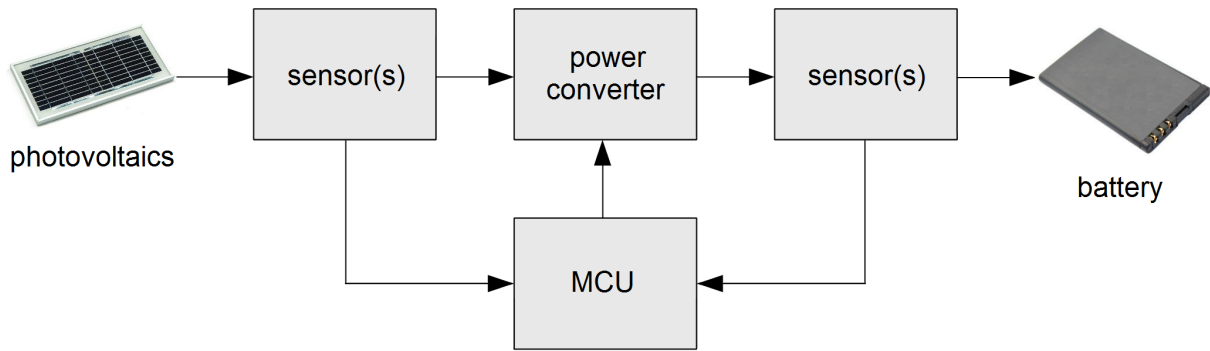 sensor(s)
power
converter
sensor(s)
photovoltaics
battery
MCU